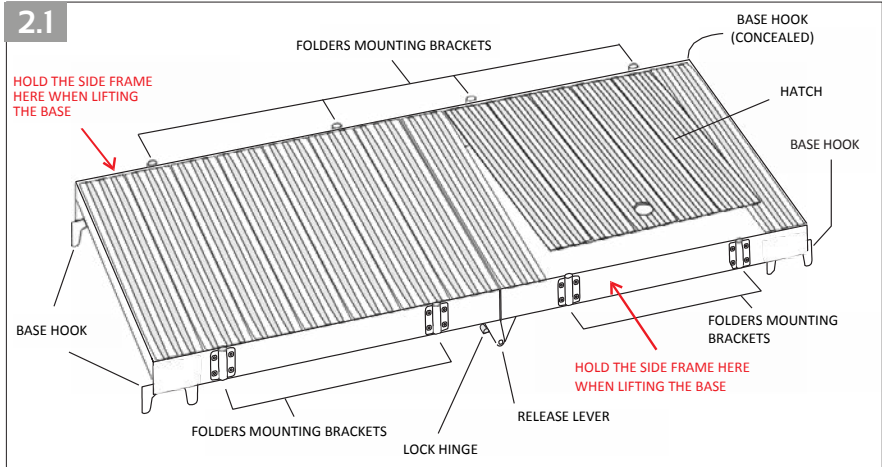 2.1
BASE HOOK
(CONCEALED)
FOLDERS MOUNTING BRACKETS
HOLD THE SIDE FRAME
HERE WHEN LIFTING
THE BASE
HATCH
BASE HOOK
BASE HOOK
FOLDERS MOUNTING
BRACKETS
HOLD THE SIDE FRAME HERE
WHEN LIFTING THE BASE
RELEASE LEVER
FOLDERS MOUNTING BRACKETS
LOCK HINGE